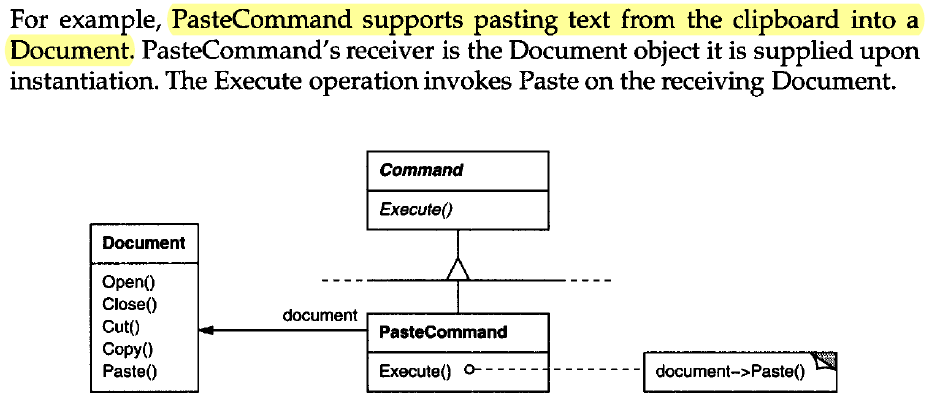 For example, PasteCommand supports pasting text from the clipboard into a
Document. PasteCommand's receiver is the Document object it is supplied upon
instantiation. The Execute operation invokes Paste on the receiving Document.
Command
Execute()
Document
Open()
Close()
Cut()
Copy()
Paste()
document
PasteCommand
Execute()
document->Paste()